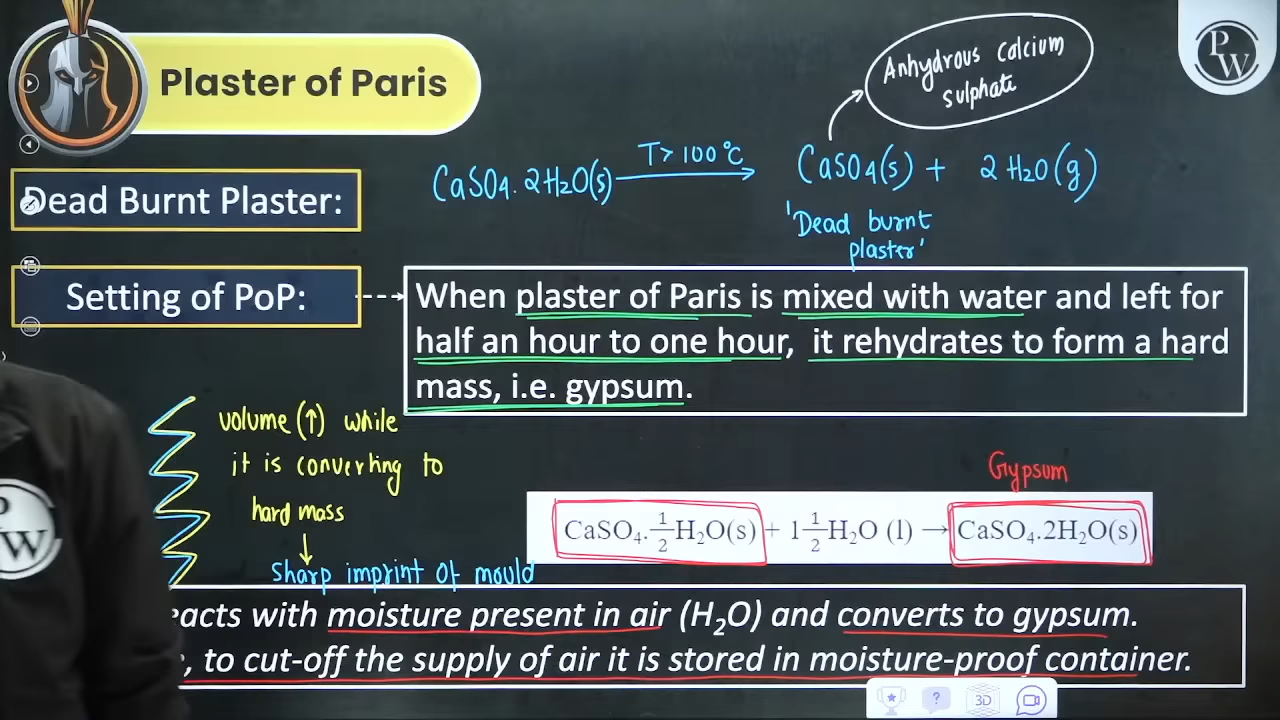 Plaster of Paris
PW
Anhydrous calcium
sulphate
CaSO4.2H2O(s) T>100°C → CaSO4(s) + 2H2O(g)
'Dead burnt
plaster'
Dead Burnt Plaster:
Setting of PoP:
When plaster of Paris is mixed with water and left for
half an hour to one hour, it rehydrates to form a hard
mass, i.e. gypsum.
volume (↑) while
it is converting to
hard mass
↓
sharp imprint of mould
Gypsum
CaSO₄.½H₂O(s) + 1½H₂O (l) → CaSO₄.2H₂O(s)
PW
eacts with moisture present in air (H₂O) and converts to gypsum.
, to cut-off the supply of air it is stored in moisture-proof container.
? 3D